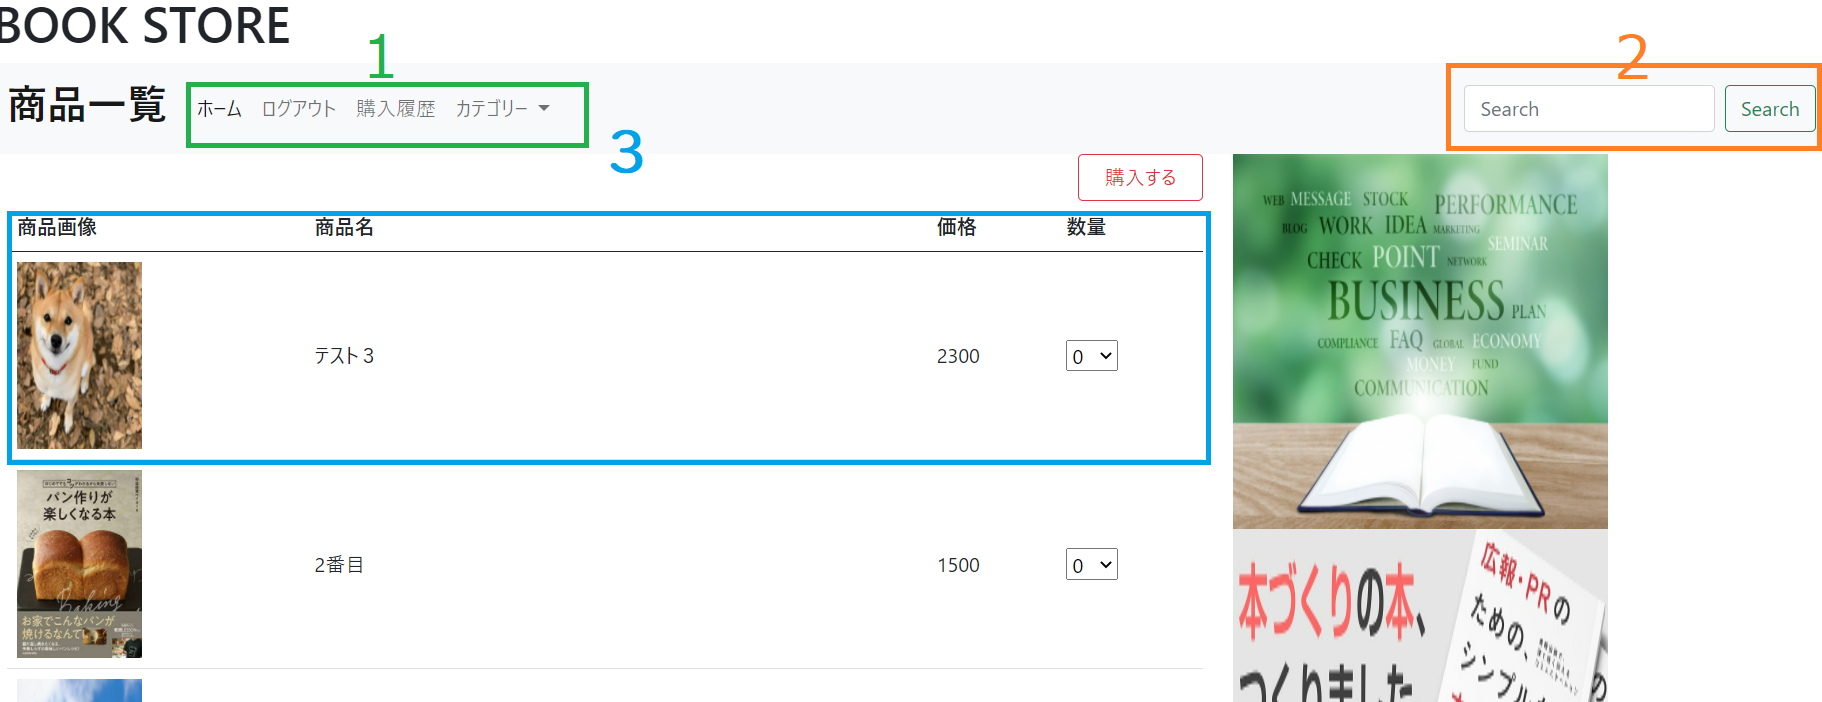 BOOK STORE
1
2
商品一覧
ホーム ログアウト 購入履歴 カテゴリー
Search Search
3
購入する
商品画像 商品名 価格 数量
テスト3 2300 0
2番目 1500 0
パン作りが
楽しくなる本
Baking
お家でこんなパンが
焼けるなんて!
WEB MESSAGE STOCK PERFORMANCE
BLOG WORK IDEA MARKETING
SEMINAR
CHECK POINT NETWORK
BUSINESS PLAN
COMPLIANCE FAQ GLOBAL ECONOMY
MONEY FUND
COMMUNICATION
本づくりの本、
つくりました
広報・PRの
ための、
シンプル